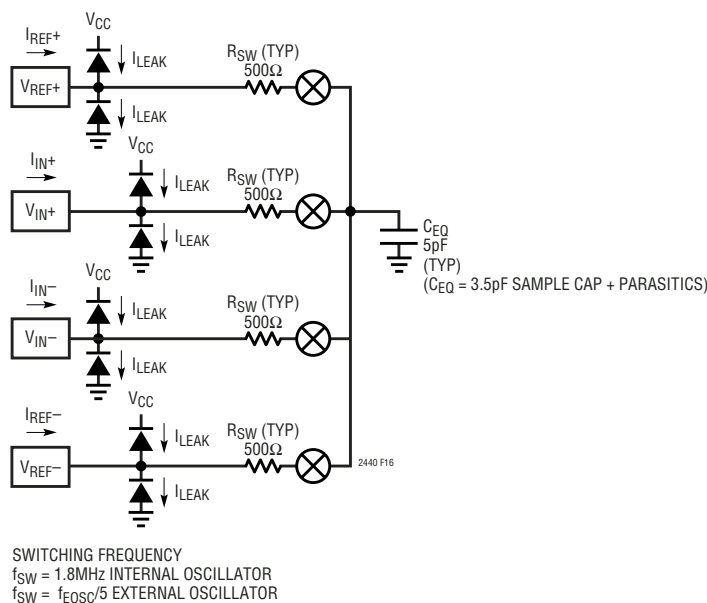 VCC
IREF+
ILEAK
RSW (TYP)
500Ω
VREF+
ILEAK
VCC
IIN+
ILEAK
RSW (TYP)
500Ω
VIN+
ILEAK
CEQ
5pF
(TYP)
(CEQ = 3.5pF SAMPLE CAP + PARASITICS)
VCC
IIN–
ILEAK
RSW (TYP)
500Ω
VIN–
ILEAK
VCC
IREF–
ILEAK
RSW (TYP)
500Ω
VREF–
2440 F16
ILEAK
SWITCHING FREQUENCY
fSW = 1.8MHz INTERNAL OSCILLATOR
fSW = fEOSC/5 EXTERNAL OSCILLATOR